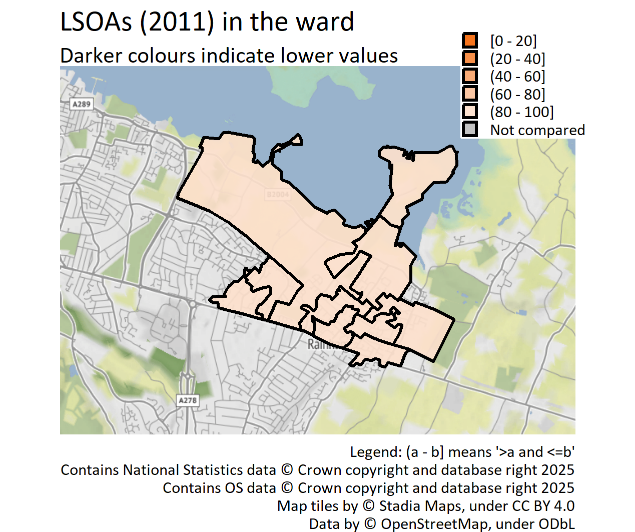 LSOAs (2011) in the ward
Darker colours indicate lower values
[0 - 20]
(20 - 40]
(40 - 60]
(60 - 80]
(80 - 100]
Not compared
A289
A278
Legend: (a - b] means '>a and <=b'
Contains National Statistics data © Crown copyright and database right 2025
Contains OS data © Crown copyright and database right 2025
Map tiles by © Stadia Maps, under CC BY 4.0
Data by © OpenStreetMap, under ODbL